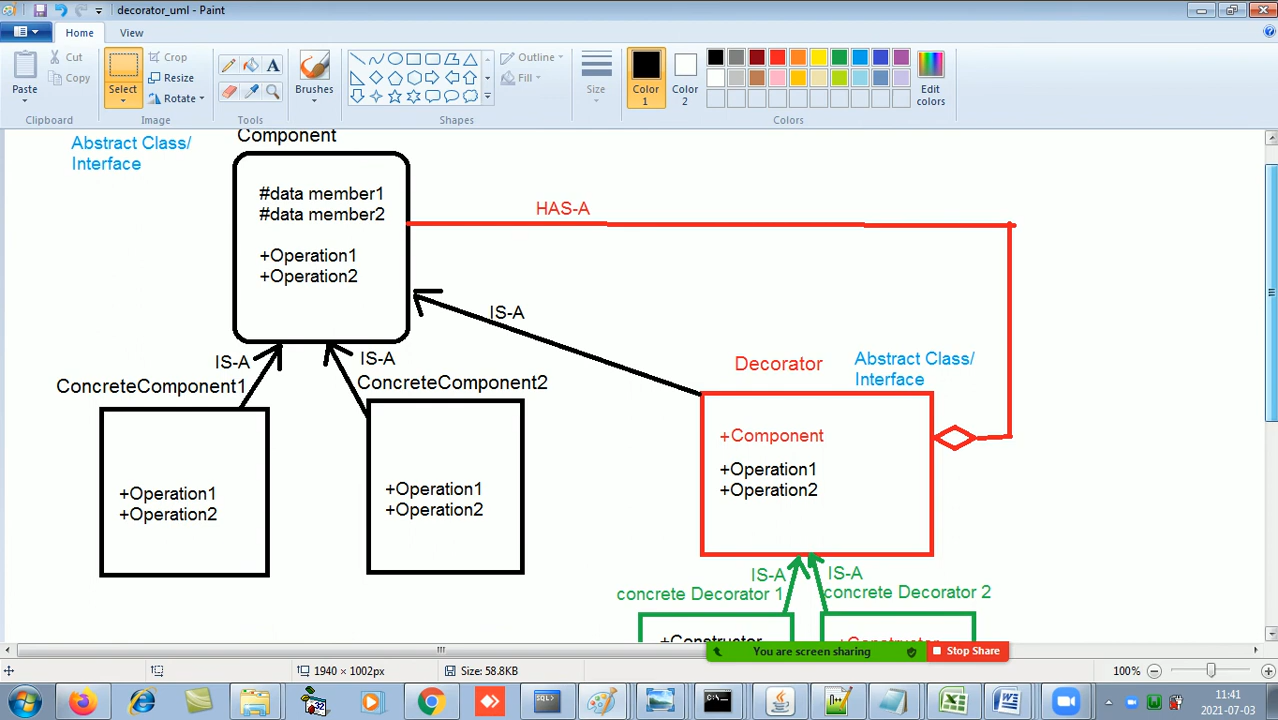 decorator_uml - Paint
Home
View
Paste
Cut
Copy
Clipboard
Select
Crop
Resize
Rotate
Image
A
Tools
Brushes
Outline
Fill
Shapes
Size
Color
1
Color
2
Edit
colors
Colors
Abstract Class/
Interface
Component
#data member1
#data member2
+Operation1
+Operation2
HAS-A
IS-A
IS-A
IS-A
ConcreteComponent1
ConcreteComponent2
+Operation1
+Operation2
+Operation1
+Operation2
Decorator
Abstract Class/
Interface
+Component
+Operation1
+Operation2
IS-A
IS-A
concrete Decorator 1
concrete Decorator 2
+Constructor
+Constructor
You are screen sharing
Stop Share
1940 × 1002px
Size: 58.8KB
100%
32
SQL>
C:\
n++
11:41
2021-07-03